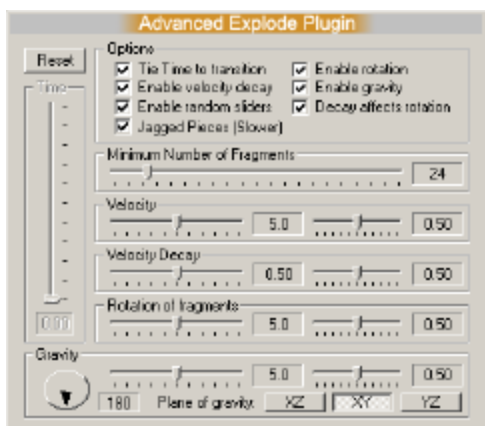 Advanced Explode Plugin
Reset
Options
Tie Time to transition
Enable rotation
Enable velocity decay
Enable gravity
Enable random sliders
Decay affects rotation
Jagged Pieces (Slower)
Time
0.00
Minimum Number of Fragments
24
Velocity
5.0
0.50
Velocity Decay
0.50
0.50
Rotation of fragments
5.0
0.50
Gravity
5.0
0.50
180
Plane of gravity:
XZ
XY
YZ